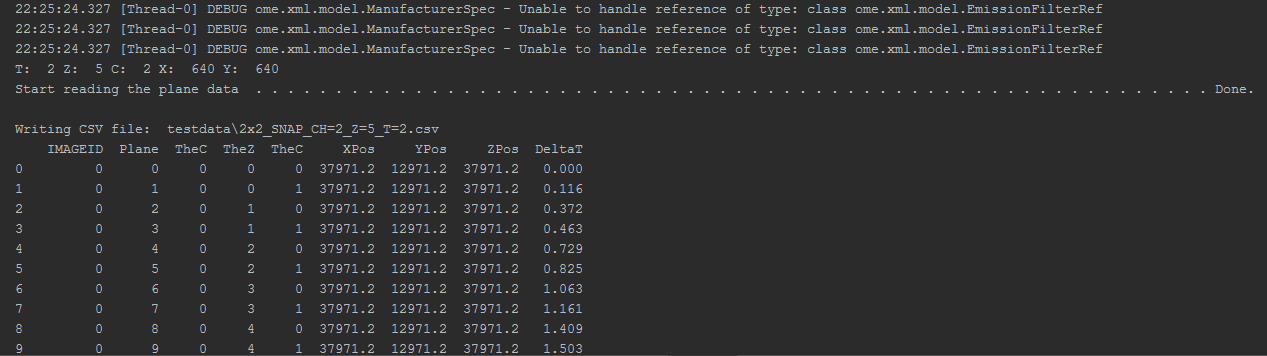 22:25:24.327 [Thread-0] DEBUG ome.xml.model.ManufacturerSpec - Unable to handle reference of type: class ome.xml.model.EmissionFilterRef
22:25:24.327 [Thread-0] DEBUG ome.xml.model.ManufacturerSpec - Unable to handle reference of type: class ome.xml.model.EmissionFilterRef
22:25:24.327 [Thread-0] DEBUG ome.xml.model.ManufacturerSpec - Unable to handle reference of type: class ome.xml.model.EmissionFilterRef
T:  2 Z:  5 C:  2 X:  640 Y:  640
Start reading the plane data  . . . . . . . . . . . . . . . . . . . . . . . . . . . . . . . . . . . . . . . . . . . . . . . . . . . . . . . . . . . . Done.
Writing CSV file:  testdata\2x2_SNAP_CH=2_Z=5_T=2.csv
    IMAGEID  Plane  TheC  TheZ  TheC     XPos     YPos     ZPos  DeltaT
0         0      0     0     0     0  37971.2  12971.2  37971.2   0.000
1         0      1     0     0     1  37971.2  12971.2  37971.2   0.116
2         0      2     0     1     0  37971.2  12971.2  37971.2   0.372
3         0      3     0     1     1  37971.2  12971.2  37971.2   0.463
4         0      4     0     2     0  37971.2  12971.2  37971.2   0.729
5         0      5     0     2     1  37971.2  12971.2  37971.2   0.825
6         0      6     0     3     0  37971.2  12971.2  37971.2   1.063
7         0      7     0     3     1  37971.2  12971.2  37971.2   1.161
8         0      8     0     4     0  37971.2  12971.2  37971.2   1.409
9         0      9     0     4     1  37971.2  12971.2  37971.2   1.503